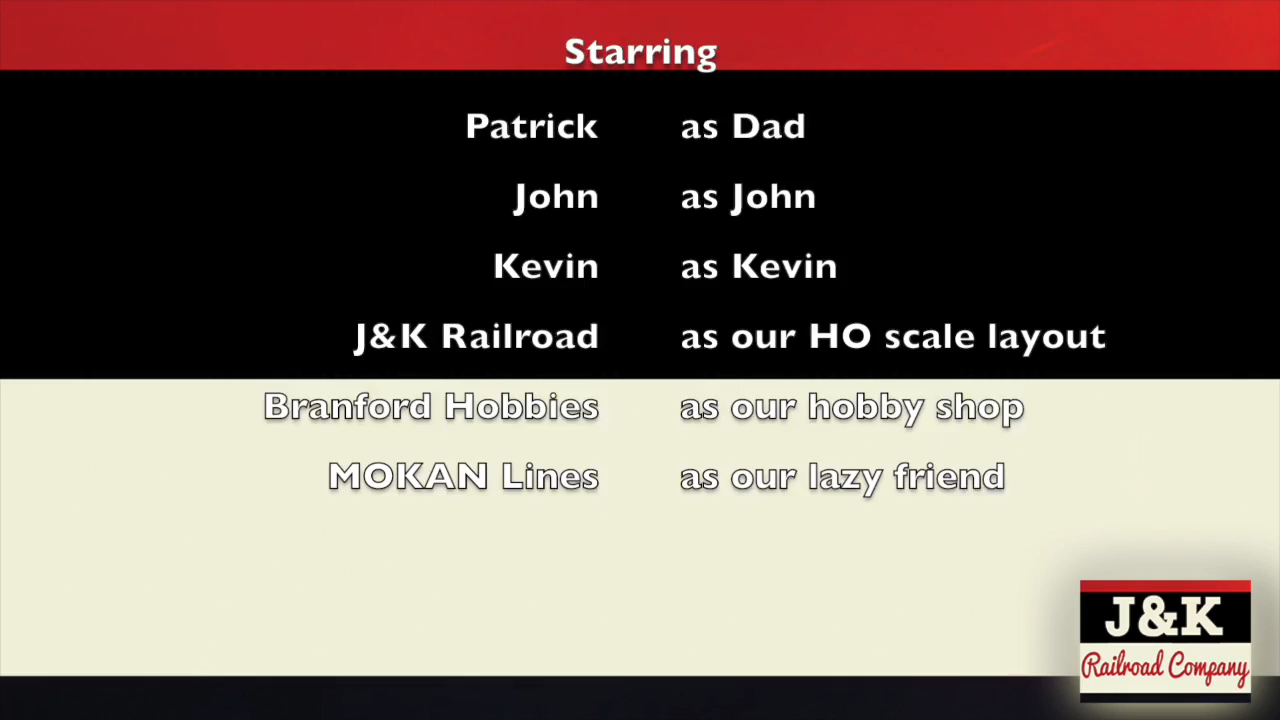 Starring
Patrick as Dad
John as John
Kevin as Kevin
J&K Railroad as our HO scale layout
Branford Hobbies as our hobby shop
MOKAN Lines as our lazy friend
J&K
Railroad Company